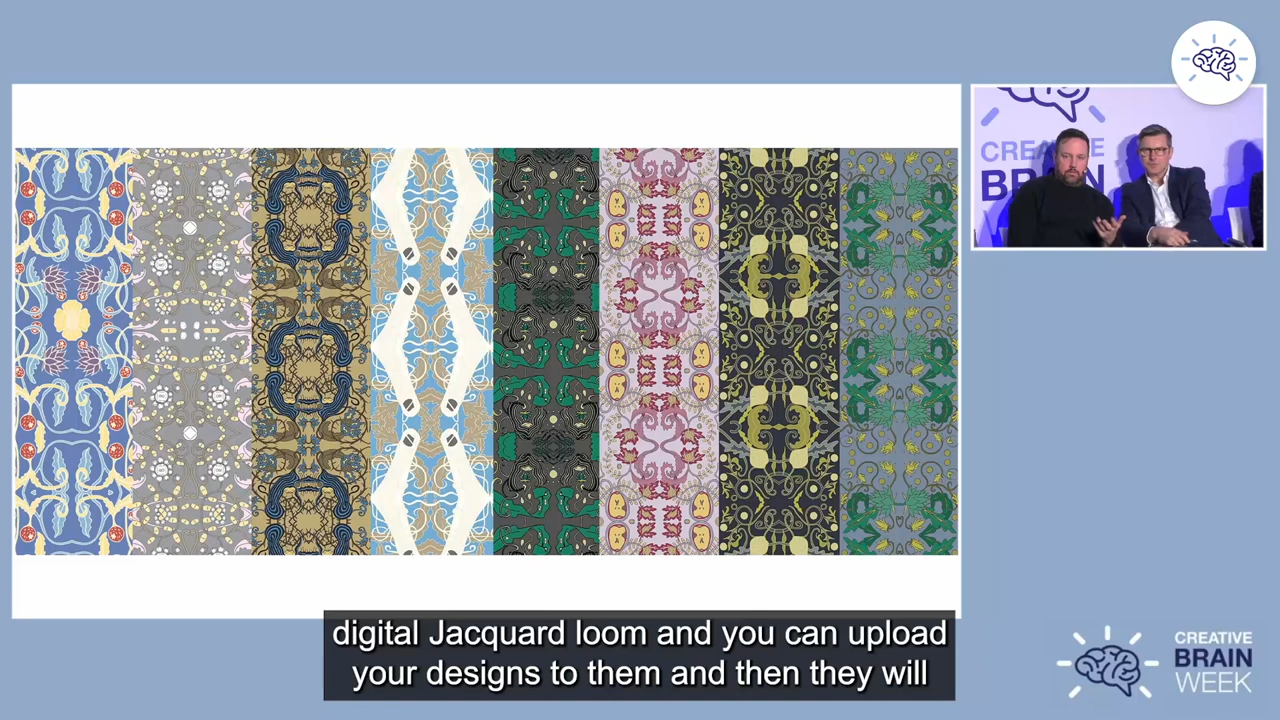 CREATIVE
BRAIN
W
digital Jacquard loom and you can upload
your designs to them and then they will
CREATIVE
BRAIN
WEEK